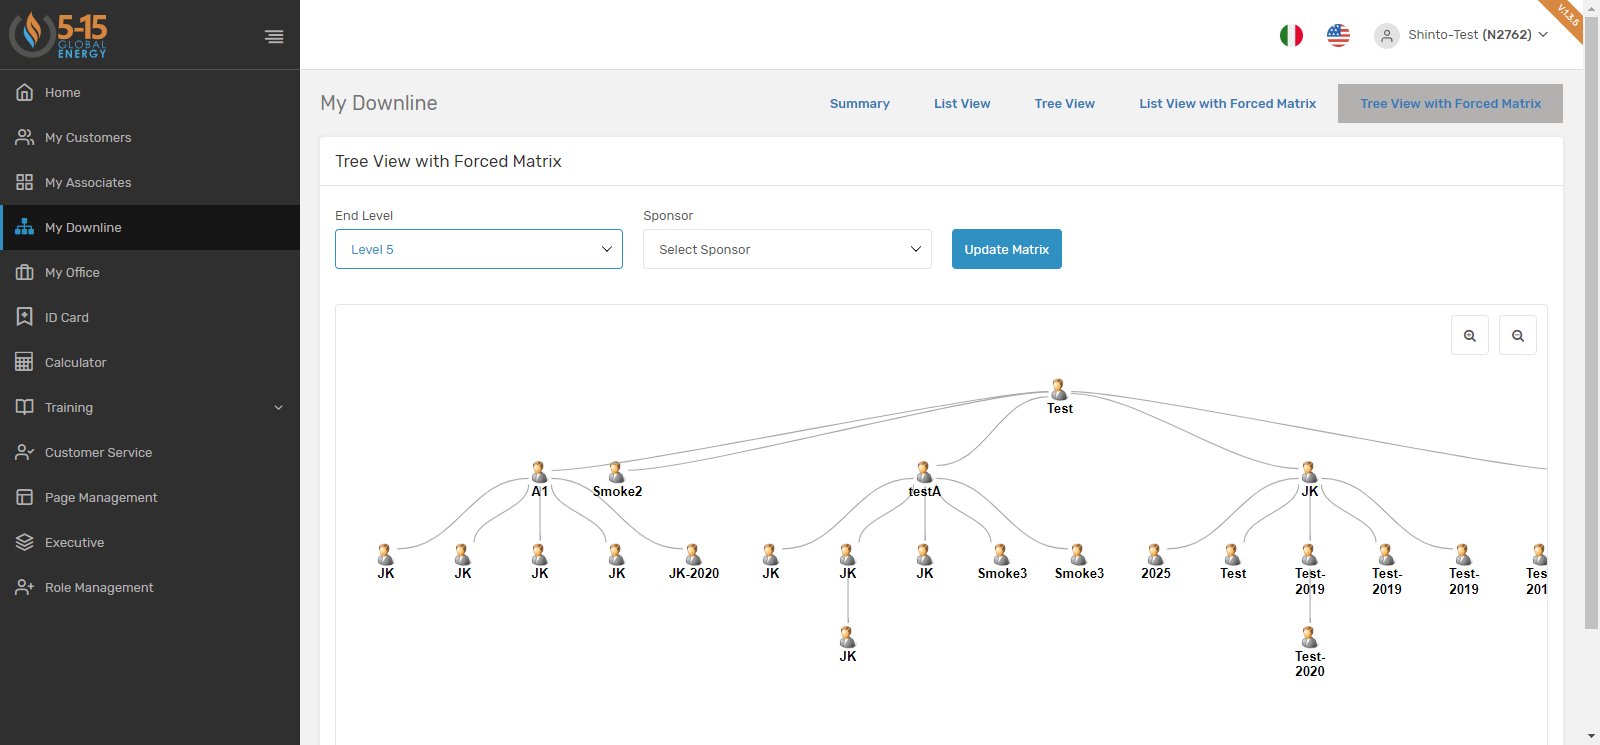 5-15
GLOBAL
ENERGY
Shinto-Test (N2762)
V:1.3.5
Home
My Customers
My Associates
My Downline
My Office
ID Card
Calculator
Training
Customer Service
Page Management
Executive
Role Management
My Downline
Summary
List View
Tree View
List View with Forced Matrix
Tree View with Forced Matrix
Tree View with Forced Matrix
End Level
Sponsor
Level 5
Select Sponsor
Update Matrix
Test
A1
Smoke2
testA
JK
JK
JK
JK
JK
JK-2020
JK
JK
JK
Smoke3
Smoke3
2025
Test
Test-
2019
Test-
2019
Test-
2019
JK
Test-
2020